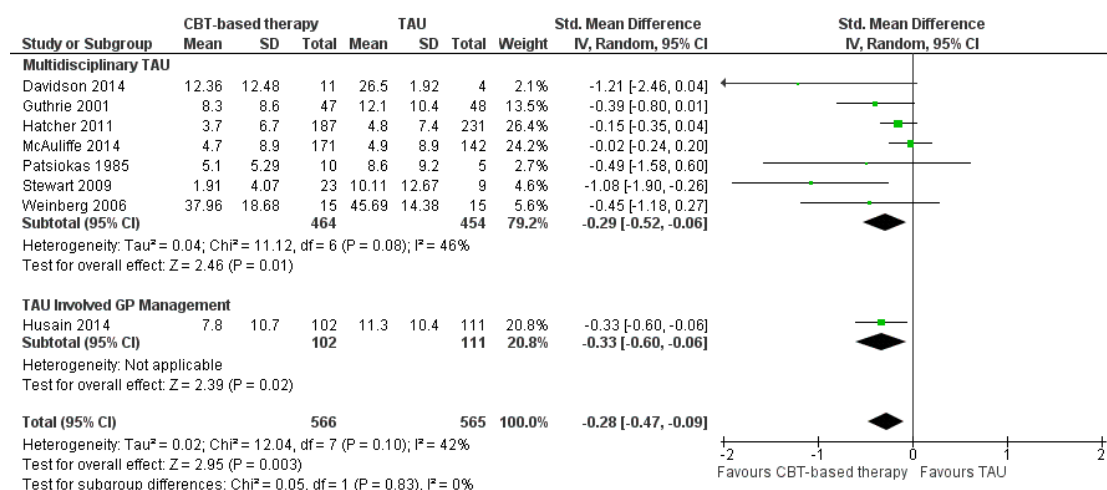 CBT-based therapy TAU Std. Mean Difference Std. Mean Difference
Study or Subgroup Mean SD Total Mean SD Total Weight IV, Random, 95% CI IV, Random, 95% CI
Multidisciplinary TAU
Davidson 2014 12.36 12.48 11 26.5 1.92 4 2.1% -1.21 [-2.46, 0.04]
Guthrie 2001 8.3 8.6 47 12.1 10.4 48 13.5% -0.39 [-0.80, 0.01]
Hatcher 2011 3.7 6.7 187 4.8 7.4 231 26.4% -0.15 [-0.35, 0.04]
McAuliffe 2014 4.7 8.9 171 4.9 8.9 142 24.2% -0.02 [-0.24, 0.20]
Patsiokas 1985 5.1 5.29 10 8.6 9.2 5 2.7% -0.49 [-1.58, 0.60]
Stewart 2009 1.91 4.07 23 10.11 12.67 9 4.6% -1.08 [-1.90, -0.26]
Weinberg 2006 37.96 18.68 15 45.69 14.38 15 5.6% -0.45 [-1.18, 0.27]
Subtotal (95% CI) 464 454 79.2% -0.29 [-0.52, -0.06]
Heterogeneity: Tau² = 0.04; Chi² = 11.12, df = 6 (P = 0.08); I² = 46%
Test for overall effect: Z = 2.46 (P = 0.01)
TAU Involved GP Management
Husain 2014 7.8 10.7 102 11.3 10.4 111 20.8% -0.33 [-0.60, -0.06]
Subtotal (95% CI) 102 111 20.8% -0.33 [-0.60, -0.06]
Heterogeneity: Not applicable
Test for overall effect: Z = 2.39 (P = 0.02)
Total (95% CI) 566 565 100.0% -0.28 [-0.47, -0.09]
Heterogeneity: Tau² = 0.02; Chi² = 12.04, df = 7 (P = 0.10); I² = 42%
Test for overall effect: Z = 2.95 (P = 0.003)
Test for subgroup differences: Chi² = 0.05, df = 1 (P = 0.83), I² = 0%
-2 -1 0 1 2
Favours CBT-based therapy Favours TAU